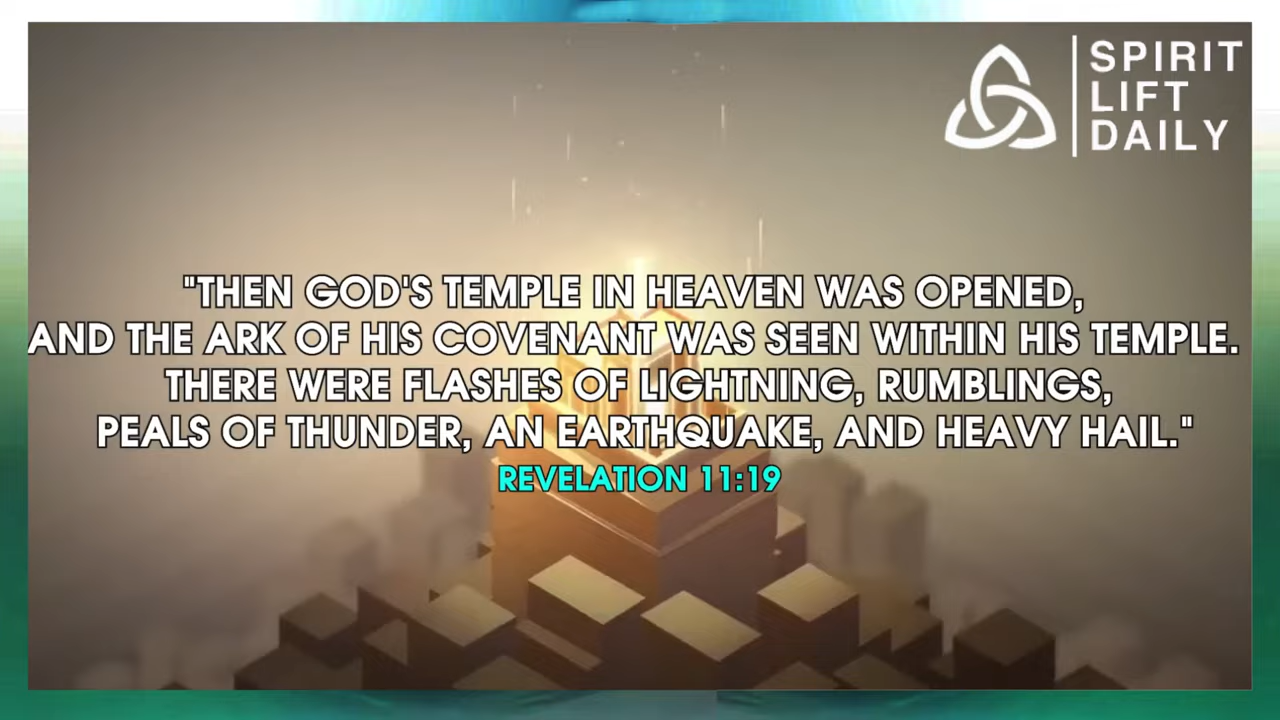 SPIRIT
LIFT
DAILY
"THEN GOD'S TEMPLE IN HEAVEN WAS OPENED,
AND THE ARK OF HIS COVENANT WAS SEEN WITHIN HIS TEMPLE.
THERE WERE FLASHES OF LIGHTNING, RUMBLINGS,
PEALS OF THUNDER, AN EARTHQUAKE, AND HEAVY HAIL."
REVELATION 11:19